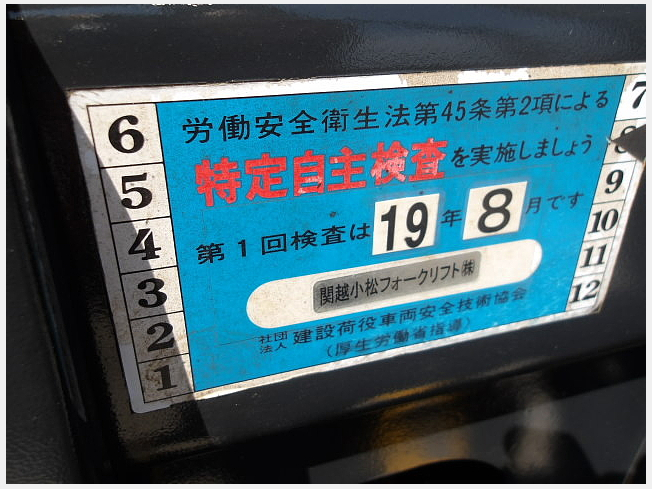 労働安全衛生法第45条第2項による
特定自主検査を実施しましょう
第1回検査は19年8月です
関越小松フォークリフト㈱
社団法人 建設荷役車両安全技術協会
(厚生労働省指導)
6
5
4
3
2
1
7
8
9
10
11
12